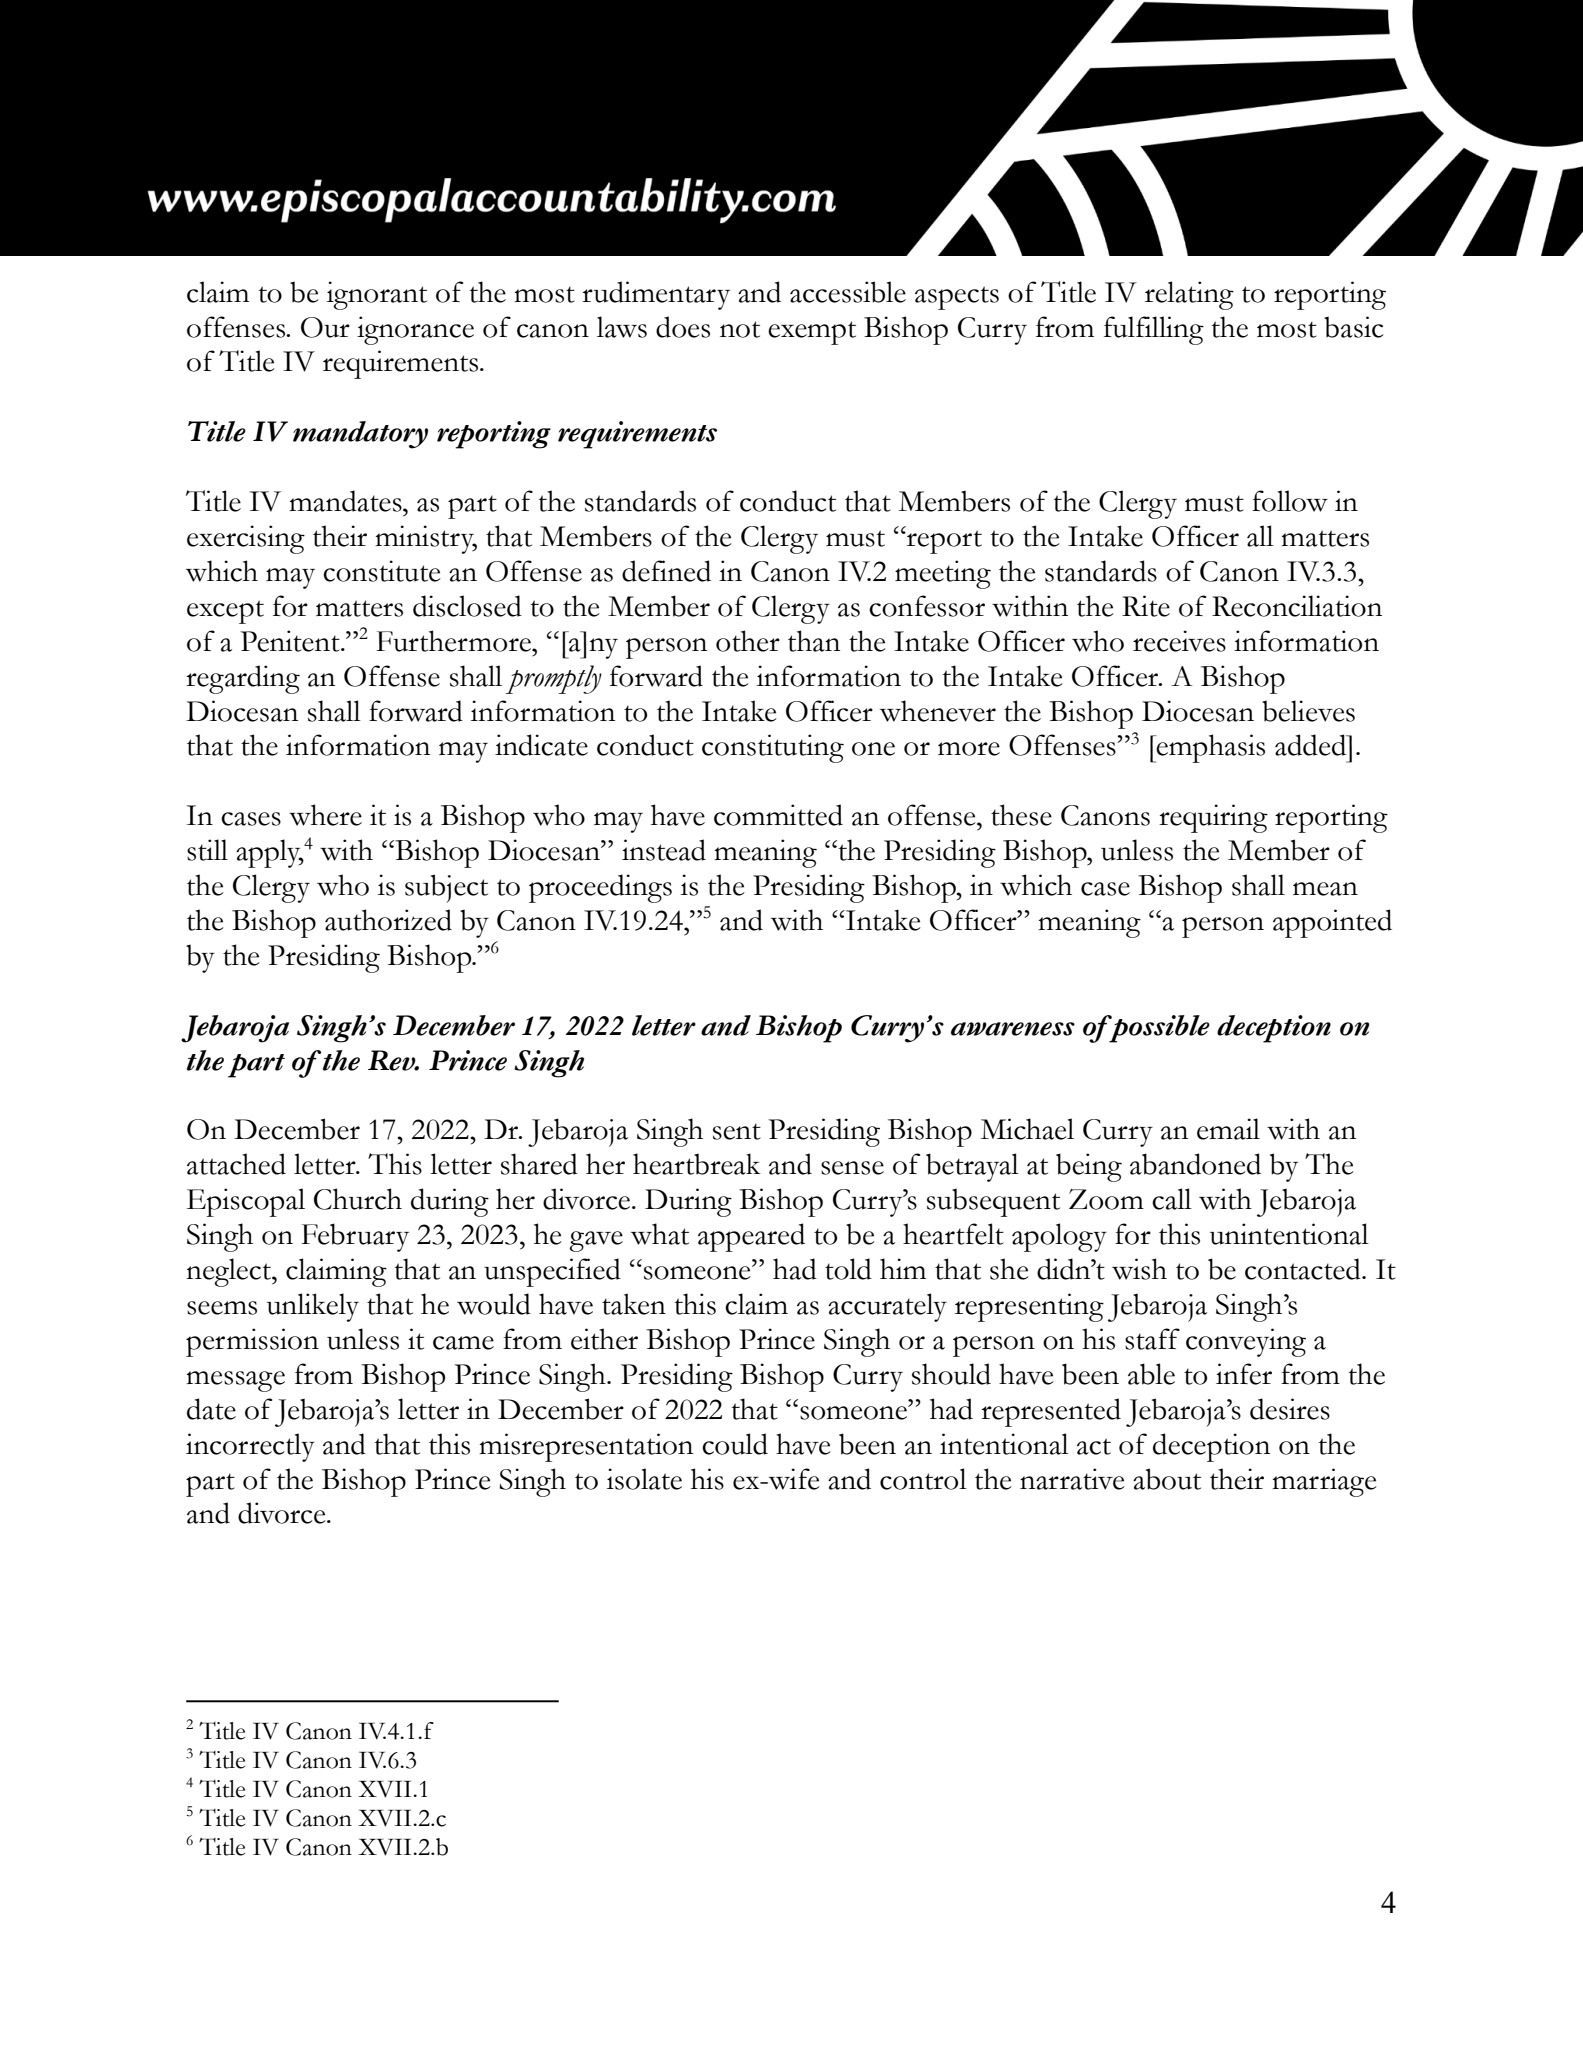 www.episcopalaccountability.com
claim to be ignorant of the most rudimentary and accessible aspects of Title IV relating to reporting
offenses. Our ignorance of canon laws does not exempt Bishop Curry from fulfilling the most basic
of Title IV requirements.
Title IV mandatory reporting requirements
Title IV mandates, as part of the standards of conduct that Members of the Clergy must follow in
exercising their ministry, that Members of the Clergy must “report to the Intake Officer all matters
which may constitute an Offense as defined in Canon IV.2 meeting the standards of Canon IV.3.3,
except for matters disclosed to the Member of Clergy as confessor within the Rite of Reconciliation
of a Penitent.”2 Furthermore, “[a]ny person other than the Intake Officer who receives information
regarding an Offense shall promptly forward the information to the Intake Officer. A Bishop
Diocesan shall forward information to the Intake Officer whenever the Bishop Diocesan believes
that the information may indicate conduct constituting one or more Offenses”3 [emphasis added].
In cases where it is a Bishop who may have committed an offense, these Canons requiring reporting
still apply,4 with “Bishop Diocesan” instead meaning “the Presiding Bishop, unless the Member of
the Clergy who is subject to proceedings is the Presiding Bishop, in which case Bishop shall mean
the Bishop authorized by Canon IV.19.24,”5 and with “Intake Officer” meaning “a person appointed
by the Presiding Bishop.”6
Jebaroja Singh’s December 17, 2022 letter and Bishop Curry’s awareness of possible deception on
the part of the Rev. Prince Singh
On December 17, 2022, Dr. Jebaroja Singh sent Presiding Bishop Michael Curry an email with an
attached letter. This letter shared her heartbreak and sense of betrayal at being abandoned by The
Episcopal Church during her divorce. During Bishop Curry’s subsequent Zoom call with Jebaroja
Singh on February 23, 2023, he gave what appeared to be a heartfelt apology for this unintentional
neglect, claiming that an unspecified “someone” had told him that she didn’t wish to be contacted. It
seems unlikely that he would have taken this claim as accurately representing Jebaroja Singh’s
permission unless it came from either Bishop Prince Singh or a person on his staff conveying a
message from Bishop Prince Singh. Presiding Bishop Curry should have been able to infer from the
date of Jebaroja’s letter in December of 2022 that “someone” had represented Jebaroja’s desires
incorrectly and that this misrepresentation could have been an intentional act of deception on the
part of the Bishop Prince Singh to isolate his ex-wife and control the narrative about their marriage
and divorce.
2 Title IV Canon IV.4.1.f
3 Title IV Canon IV.6.3
4 Title IV Canon XVII.1
5 Title IV Canon XVII.2.c
6 Title IV Canon XVII.2.b
4